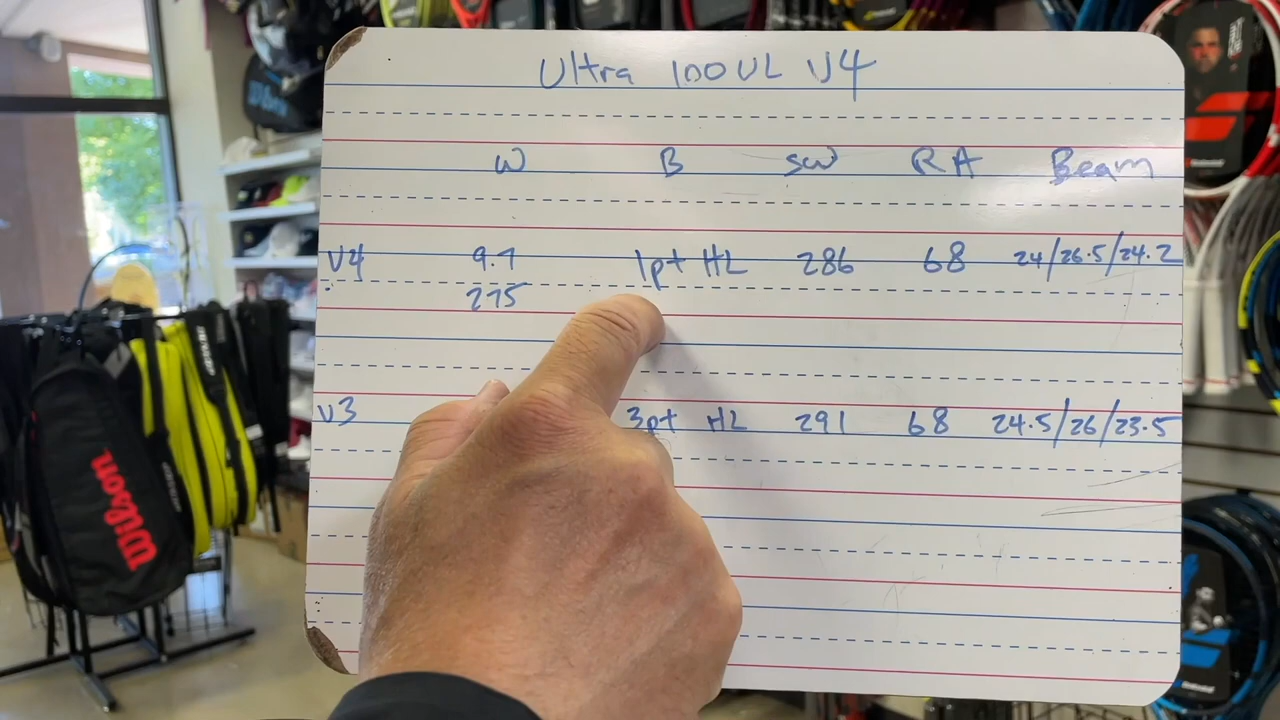 Ultra 100UL V4
W B SW RA Beam
V4 9.7 1pt HL 286 68 24/26.5/24.2
275
V3 3pt HL 291 68 24.5/26/23.5
Wilson